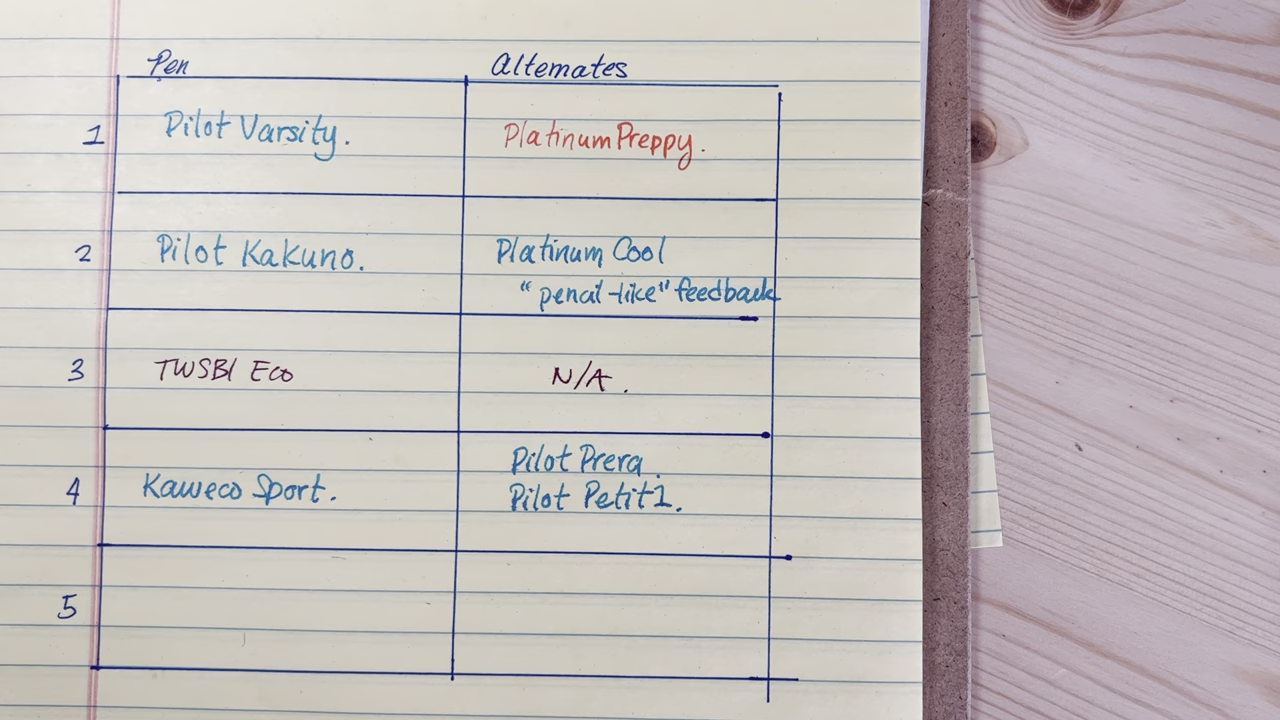 Pen Alternates
1 Pilot Varsity. Platinum Preppy.
2 Pilot Kakuno. Platinum Cool
"pencil-like" feedback
3 TWSBI Eco N/A.
Pilot Prera.
4 Kaweco Sport. Pilot Petit1.
5